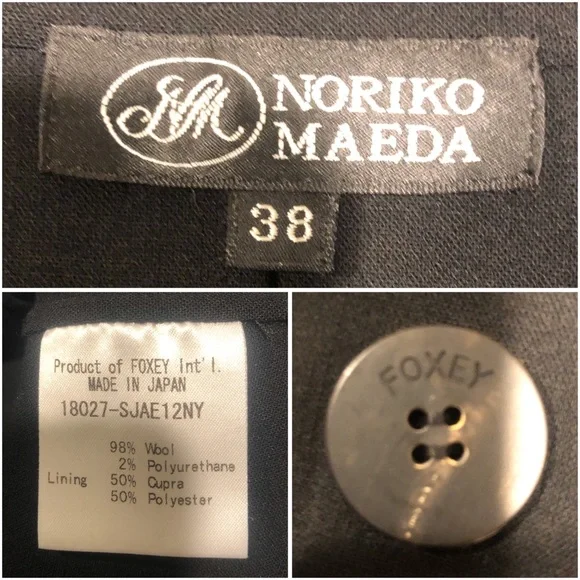 NM
NORIKO
MAEDA
38
Product of FOXEY Int'l.
MADE IN JAPAN
18027-SJAE12NY
98% Wool
2% Polyurethane
Lining 50% Cupra
50% Polyester
FOXEY